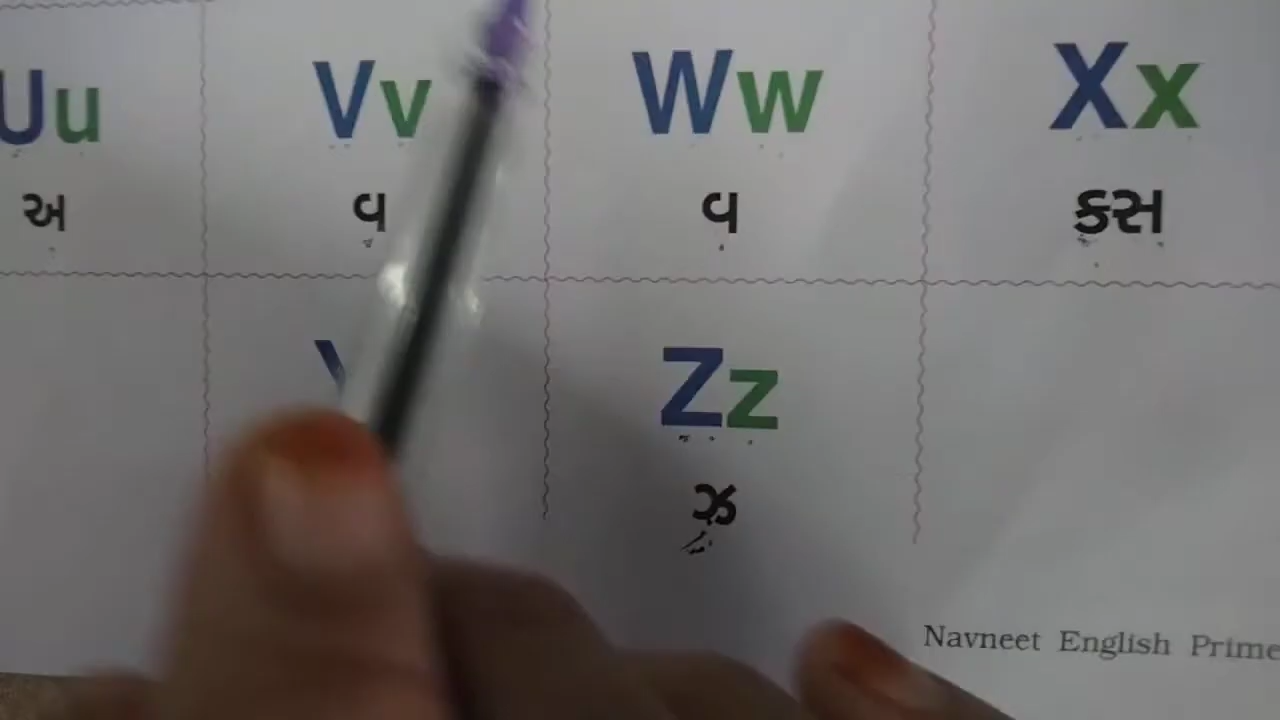 Uu Vv Ww Xx
અ વ વ ક્સ
Zz
ઝ
Navneet English Prime